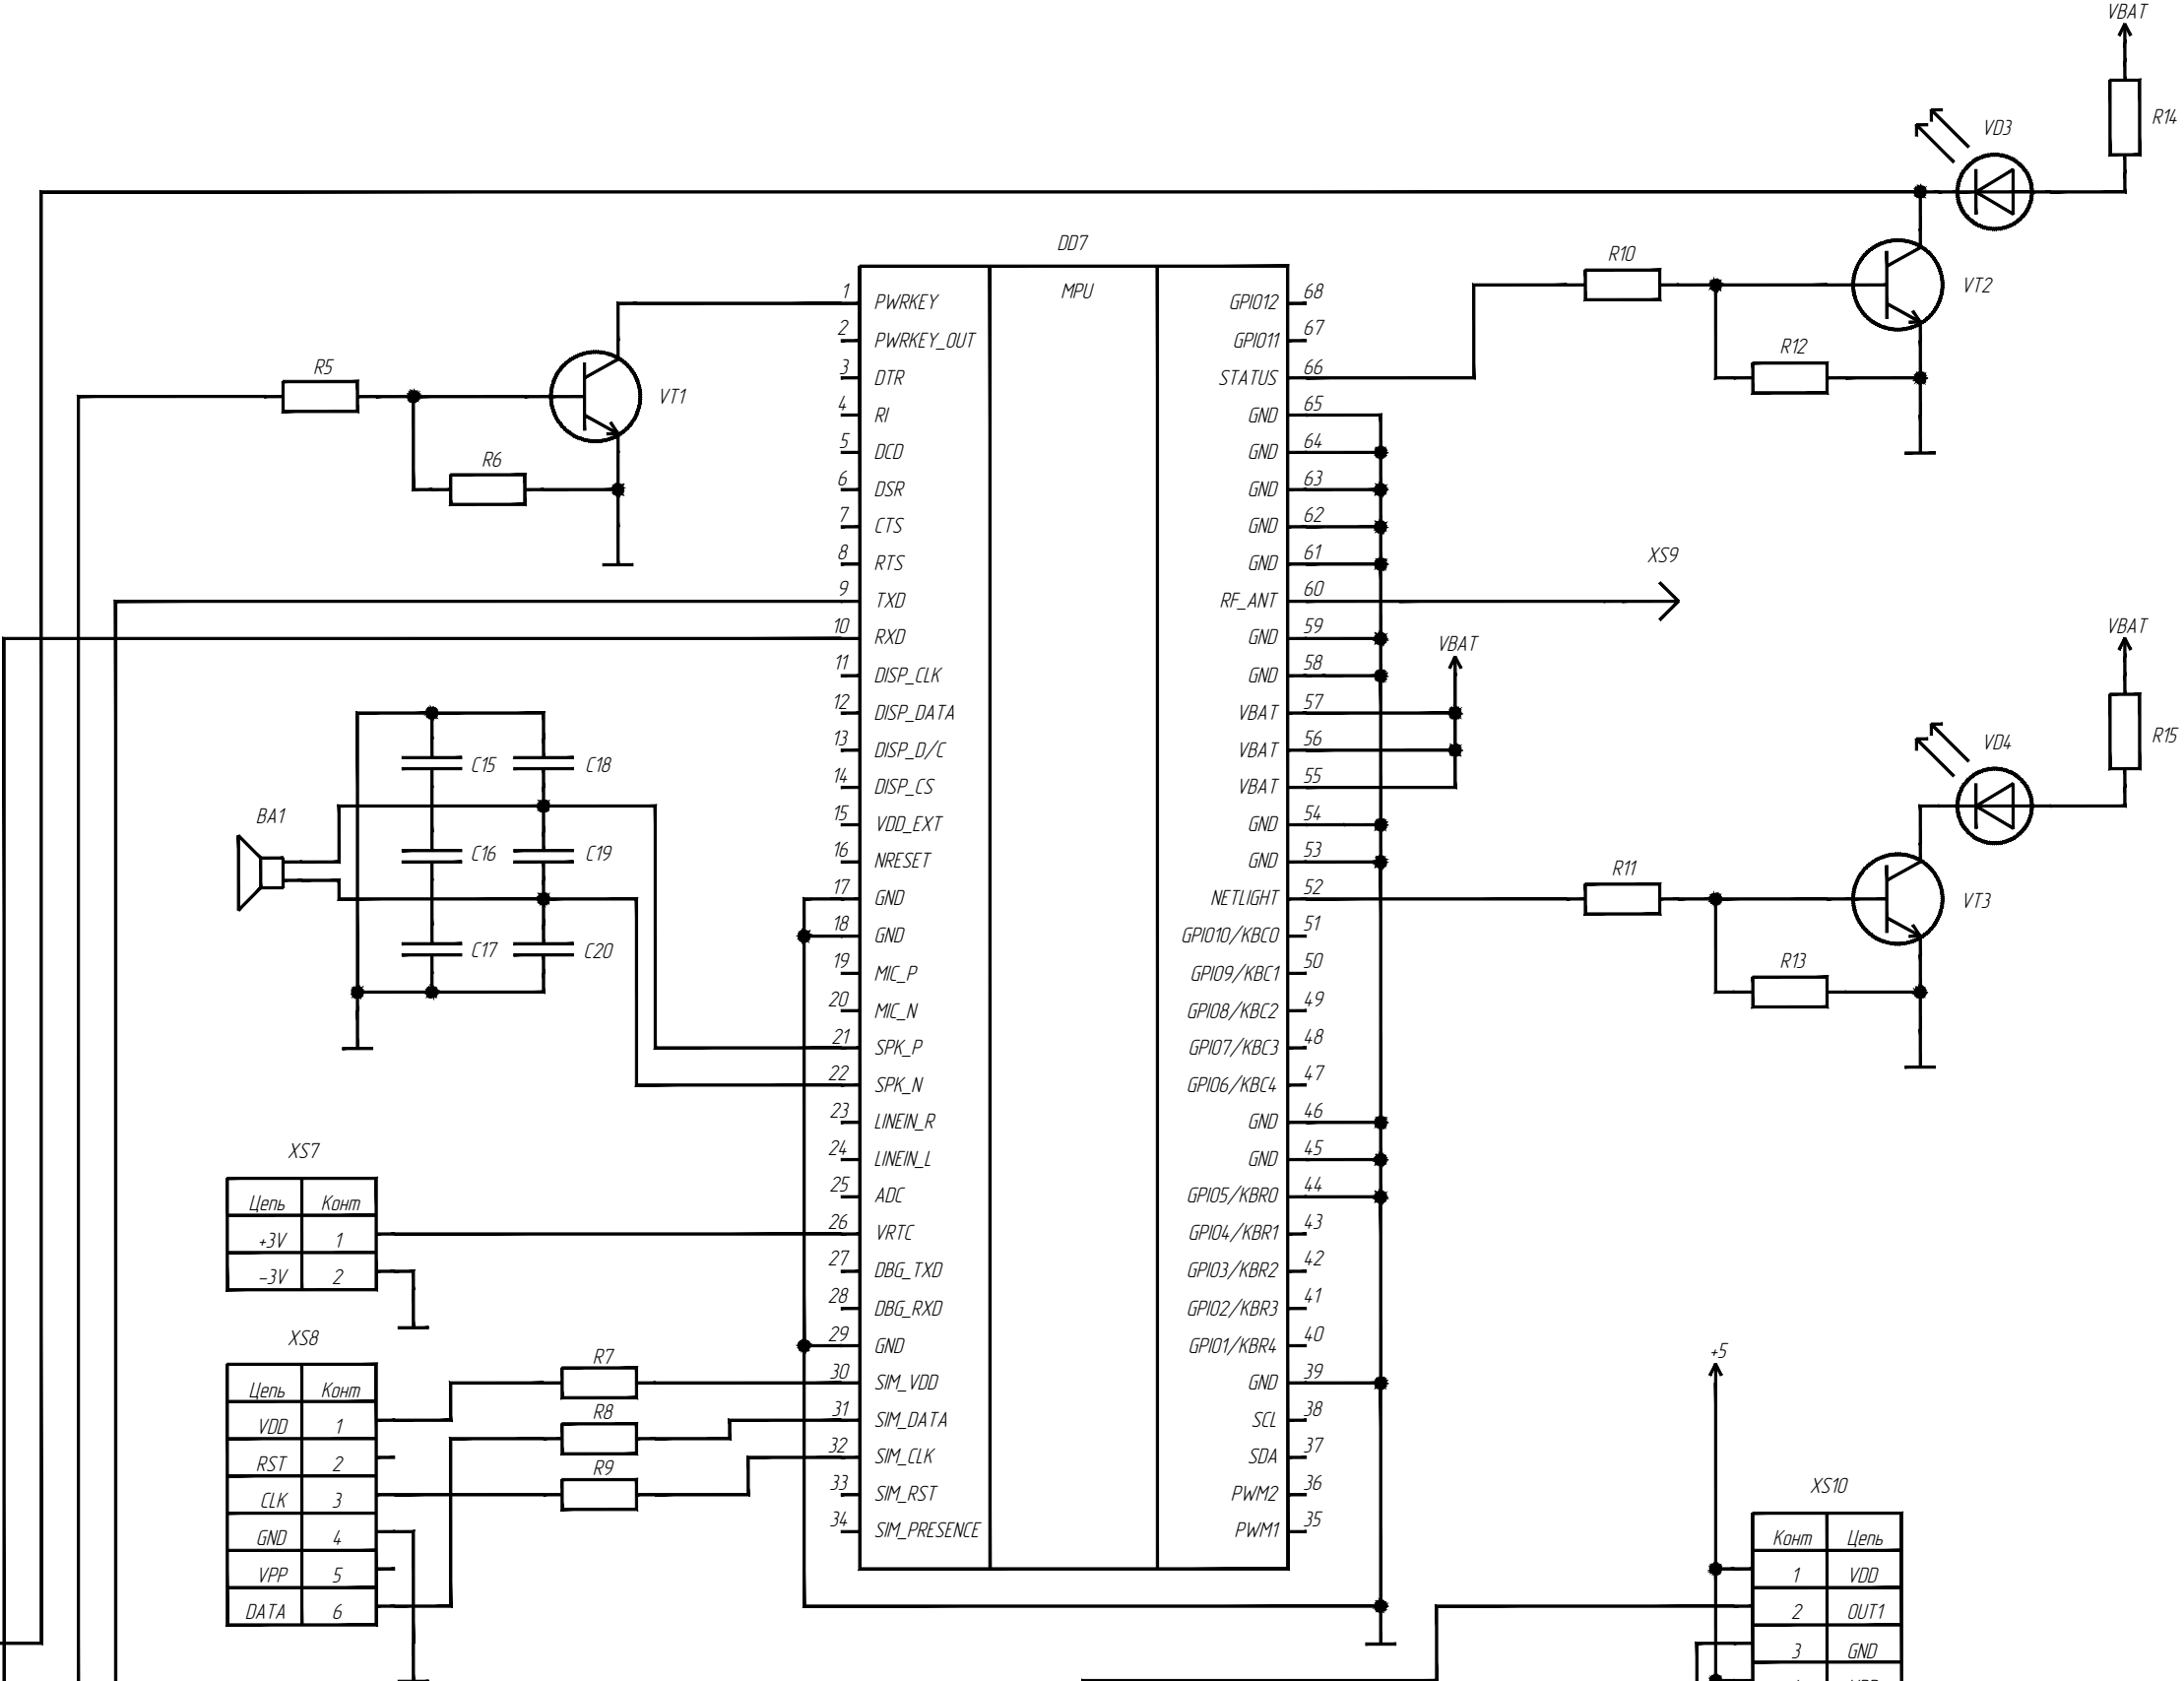 VBAT
R14
VD3
DD7
R10
VT2
R12
MPU
1 PWRKEY
2 PWRKEY_OUT
3 DTR
4 RI
5 DCD
6 DSR
7 CTS
8 RTS
9 TXD
10 RXD
11 DISP_CLK
12 DISP_DATA
13 DISP_D/C
14 DISP_CS
15 VDD_EXT
16 NRESET
17 GND
18 GND
19 MIC_P
20 MIC_N
21 SPK_P
22 SPK_N
23 LINEIN_R
24 LINEIN_L
25 ADC
26 VRTC
27 DBG_TXD
28 DBG_RXD
29 GND
30 SIM_VDD
31 SIM_DATA
32 SIM_CLK
33 SIM_RST
34 SIM_PRESENCE
GPIO12 68
GPIO11 67
STATUS 66
GND 65
GND 64
GND 63
GND 62
GND 61
RF_ANT 60
GND 59
GND 58
VBAT 57
VBAT 56
VBAT 55
GND 54
GND 53
NETLIGHT 52
GPIO10/KBC0 51
GPIO9/KBC1 50
GPIO8/KBC2 49
GPIO7/KBC3 48
GPIO6/KBC4 47
GND 46
GND 45
GPIO5/KBR0 44
GPIO4/KBR1 43
GPIO3/KBR2 42
GPIO2/KBR3 41
GPIO1/KBR4 40
GND 39
SCL 38
SDA 37
PWM2 36
PWM1 35
R5
VT1
R6
XS9
VBAT
VBAT
R15
VD4
R11
VT3
R13
C15
C18
BA1
C16
C19
C17
C20
XS7
Цепь Конт
+3V 1
-3V 2
XS8
Цепь Конт
VDD 1
RST 2
CLK 3
GND 4
VPP 5
DATA 6
R7
R8
R9
+5
XS10
Конт Цепь
1 VDD
2 OUT1
3 GND